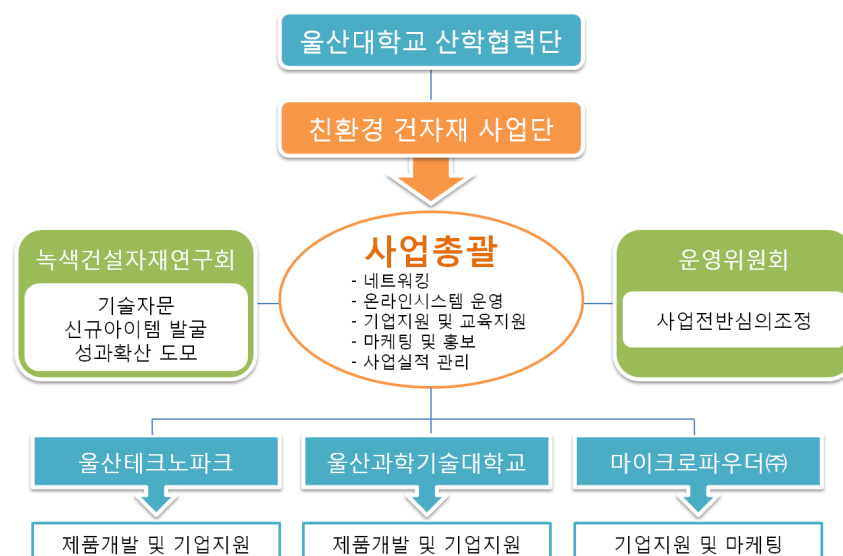 울산대학교 산학협력단
친환경 건자재 사업단
녹색건설자재연구회
기술자문
신규아이템 발굴
성과확산 도모
사업총괄
- 네트워킹
- 온라인시스템 운영
- 기업지원 및 교육지원
- 마케팅 및 홍보
- 사업실적 관리
운영위원회
사업전반심의조정
울산테크노파크
울산과학기술대학교
마이크로파우더㈜
제품개발 및 기업지원
제품개발 및 기업지원
기업지원 및 마케팅